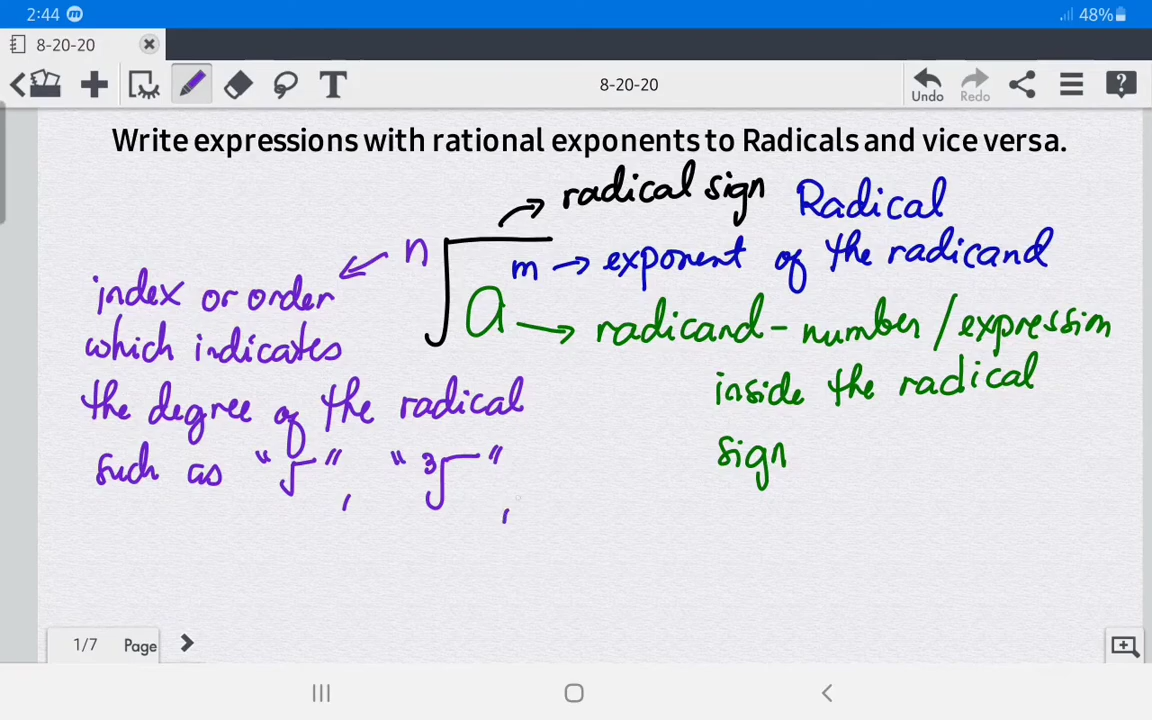 2:44
48%
8-20-20
8-20-20
Undo
Redo
Write expressions with rational exponents to Radicals and vice versa.
radical sign
Radical
n
m → exponent of the radicand
index or order
a → radicand - number / expression
which indicates
inside the radical
the degree of the radical
sign
such as "√", "³√",
1/7 Page